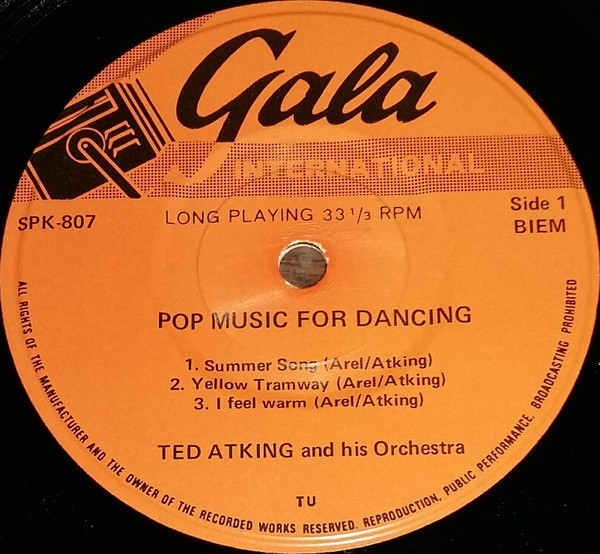 Gala
INTERNATIONAL
SPK-807
LONG PLAYING 33 1/3 RPM
Side 1
BIEM
POP MUSIC FOR DANCING
1. Summer Song (Arel/Atking)
2. Yellow Tramway (Arel/Atking)
3. I feel warm (Arel/Atking)
TED ATKING and his Orchestra
TU
ALL RIGHTS OF THE MANUFACTURER AND THE OWNER OF THE RECORDED WORKS RESERVED. REPRODUCTION, PUBLIC PERFORMANCE, BROADCASTING PROHIBITED